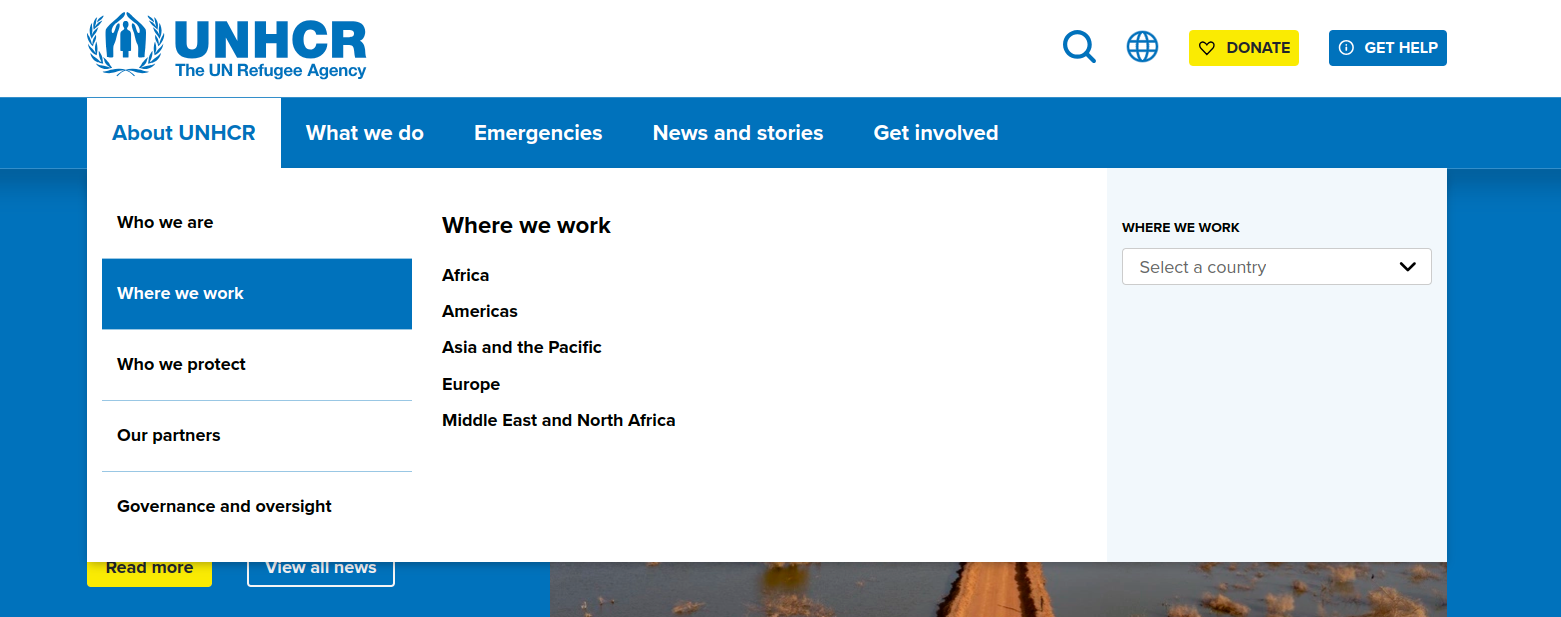 UNHCR
The UN Refugee Agency
DONATE
GET HELP
About UNHCR
What we do
Emergencies
News and stories
Get involved
Who we are
Where we work
Who we protect
Our partners
Governance and oversight
Where we work
Africa
Americas
Asia and the Pacific
Europe
Middle East and North Africa
WHERE WE WORK
Select a country
Read more
View all news